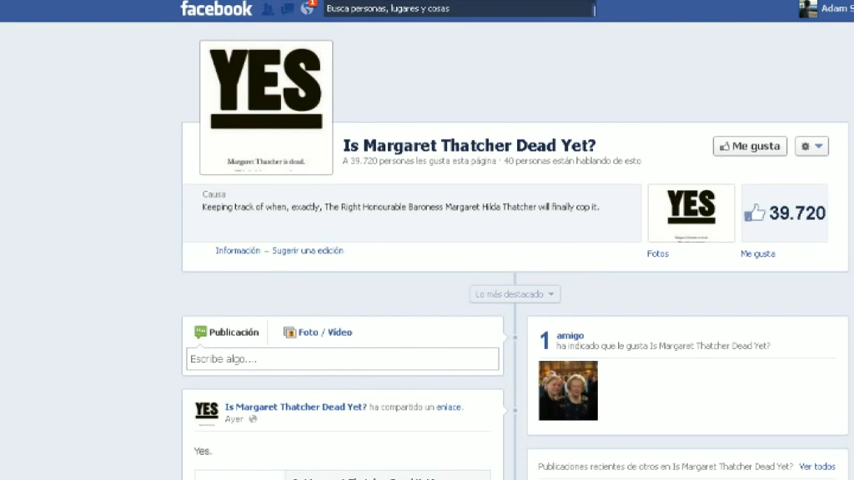 facebook
1
Busca personas, lugares y cosas
Adam S
YES
Margaret Thatcher is dead.
Is Margaret Thatcher Dead Yet?
A 39.720 personas les gusta esta página · 40 personas están hablando de esto
Me gusta
Causa
Keeping track of when, exactly, The Right Honourable Baroness Margaret Hilda Thatcher will finally cop it.
YES
39.720
Información – Sugerir una edición
Fotos
Me gusta
Lo más destacado
Publicación
Foto / Vídeo
Escribe algo....
1 amigo
ha indicado que le gusta Is Margaret Thatcher Dead Yet?
YES
Is Margaret Thatcher Dead Yet? ha compartido un enlace.
Ayer
Yes.
Publicaciones recientes de otros en Is Margaret Thatcher Dead Yet?
Ver todos